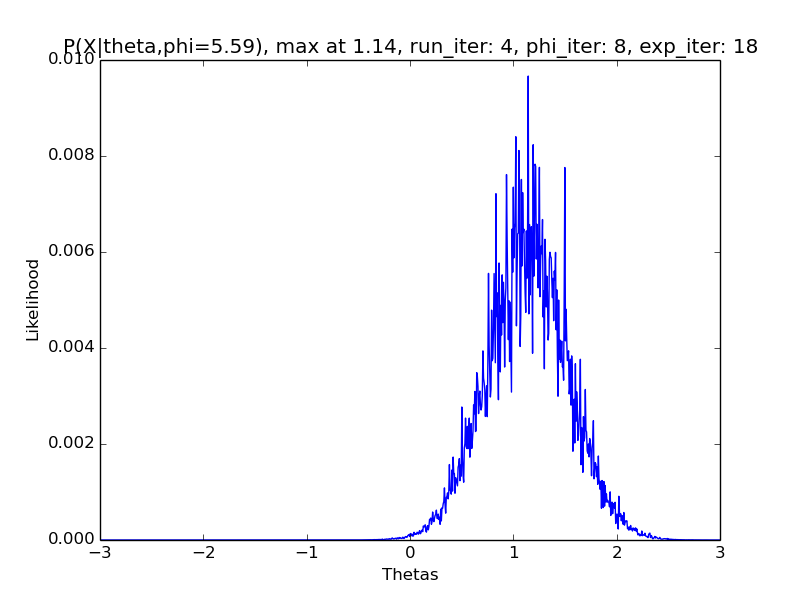 P(X|theta,phi=5.59), max at 1.14, run_iter: 4, phi_iter: 8, exp_iter: 18
0.010
0.008
0.006
Likelihood
0.004
0.002
0.000
−3 −2 −1 0 1 2 3
Thetas